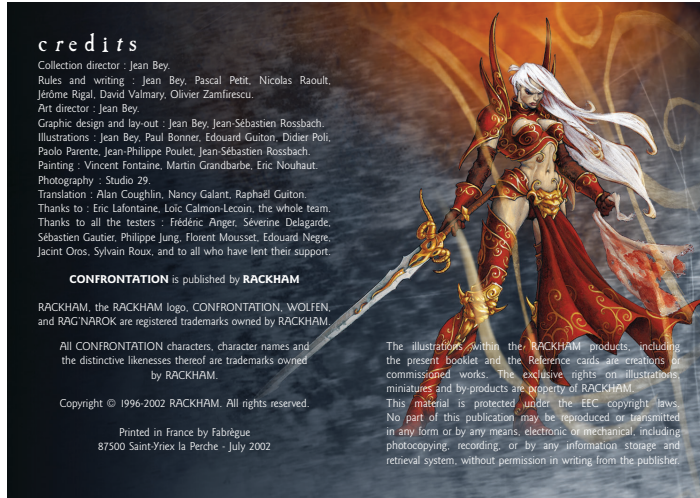 credits
Collection director : Jean Bey.
Rules and writing : Jean Bey, Pascal Petit, Nicolas Raoult,
Jérôme Rigal, David Valmary, Olivier Zamfirescu.
Art director : Jean Bey.
Graphic design and lay-out : Jean Bey, Jean-Sébastien Rossbach.
Illustrations : Jean Bey, Paul Bonner, Edouard Guiton, Didier Poli,
Paolo Parente, Jean-Philippe Poulet, Jean-Sébastien Rossbach.
Painting : Vincent Fontaine, Martin Grandbarbe, Eric Nouhaut.
Photography : Studio 29.
Translation : Alan Coughlin, Nancy Galant, Raphaël Guiton.
Thanks to : Eric Lafontaine, Loïc Calmon-Lecoin, the whole team.
Thanks to all the testers : Frédéric Anger, Séverine Delagarde,
Sébastien Gautier, Philippe Jung, Florent Mousset, Edouard Negre,
Jacint Oros, Sylvain Roux, and to all who have lent their support.
CONFRONTATION is published by RACKHAM
RACKHAM, the RACKHAM logo, CONFRONTATION, WOLFEN,
and RAG'NAROK are registered trademarks owned by RACKHAM.
All CONFRONTATION characters, character names and
the distinctive likenesses thereof are trademarks owned
by RACKHAM.
Copyright © 1996-2002 RACKHAM. All rights reserved.
Printed in France by Fabrègue
87500 Saint-Yriex la Perche - July 2002
The illustrations within the RACKHAM products, including
the present booklet and the Reference cards are creations or
commissioned works. The exclusive rights on illustrations,
miniatures and by-products are property of RACKHAM.
This material is protected under the EEC copyright laws.
No part of this publication may be reproduced or transmitted
in any form or by any means, electronic or mechanical, including
photocopying, recording, or by any information storage and
retrieval system, without permission in writing from the publisher.